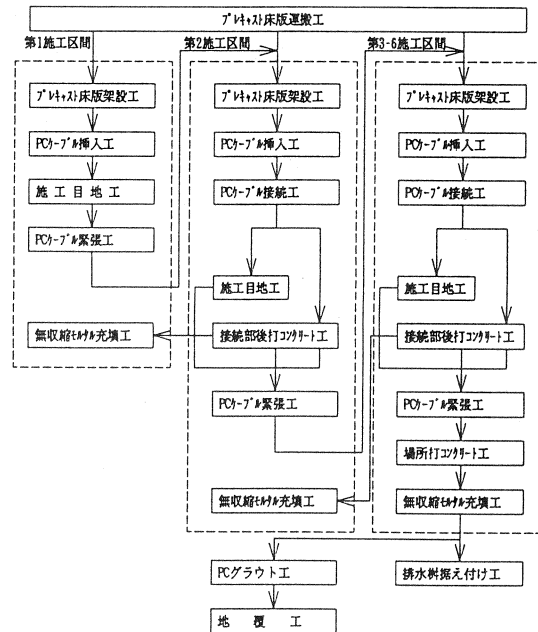 プレキャスト床版運搬工
第1施工区間
第2施工区間
第3-6施工区間
プレキャスト床版架設工
PCケーブル挿入工
施工目地工
PCケーブル緊張工
無収縮モルタル充填工
プレキャスト床版架設工
PCケーブル挿入工
PCケーブル接続工
施工目地工
接続部後打コンクリート工
PCケーブル緊張工
無収縮モルタル充填工
プレキャスト床版架設工
PCケーブル挿入工
PCケーブル接続工
施工目地工
接続部後打コンクリート工
PCケーブル緊張工
場所打コンクリート工
無収縮モルタル充填工
PCグラウト工
排水桝据え付け工
地覆工